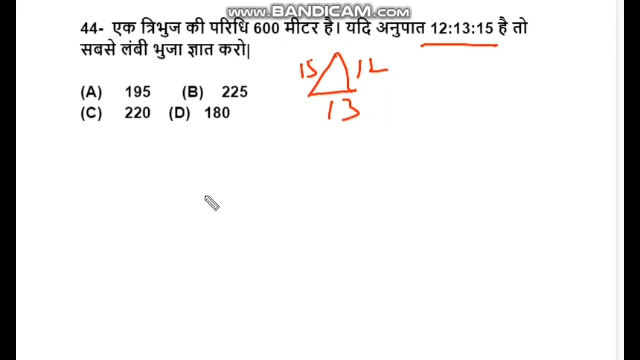 www.BANDICAM.com
44- एक त्रिभुज की परिधि 600 मीटर है। यदि अनुपात 12:13:15 है तो
सबसे लंबी भुजा ज्ञात करो|
15 12
13
(A) 195 (B) 225
(C) 220 (D) 180